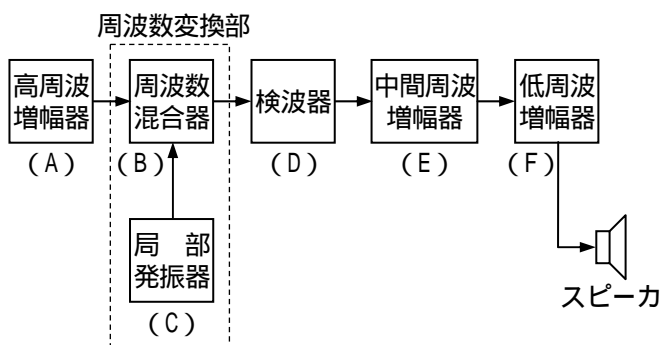 周波数変換部
高周波
増幅器
周波数
混合器
検波器
中間周波
増幅器
低周波
増幅器
(A)
(B)
(D)
(E)
(F)
局 部
発振器
(C)
スピーカ